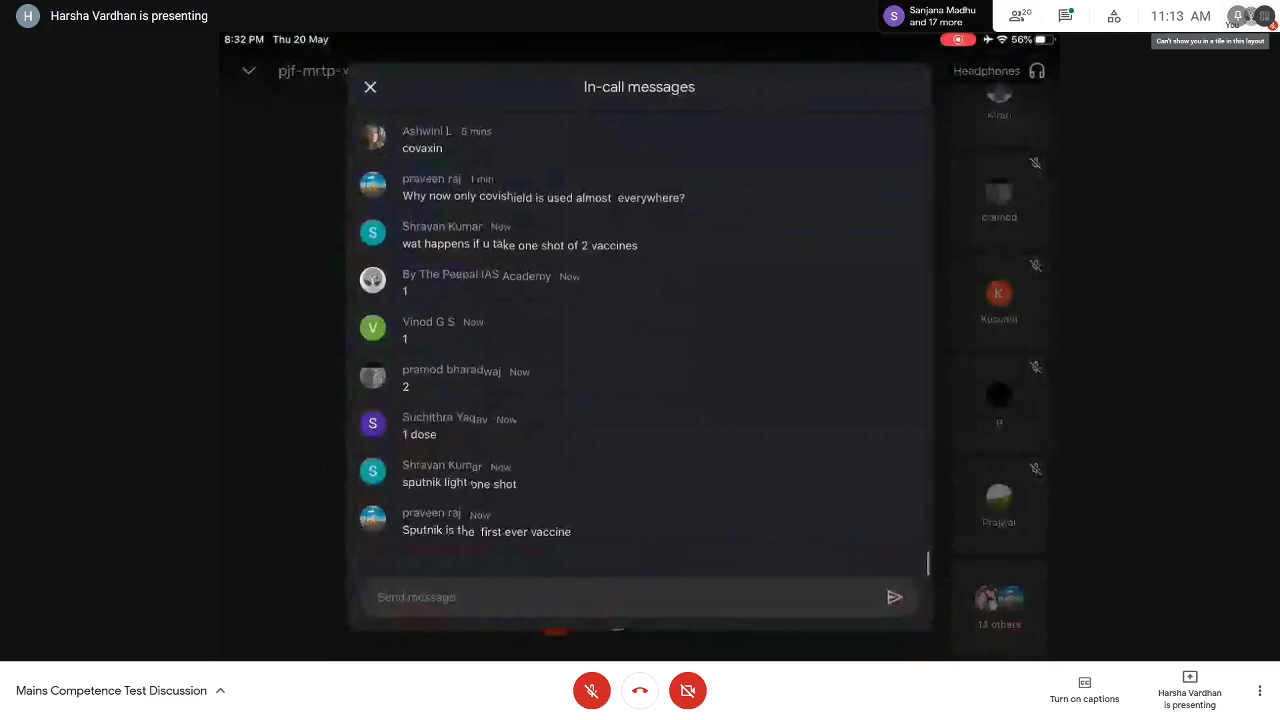 H Harsha Vardhan is presenting
S Sanjana Madhu
and 17 more
20
11:13 AM
You
Can't show you in a tile in this layout
8:32 PM Thu 20 May
56%
pjf-mrtp-x
In-call messages
Headphones
Ashwini L 5 mins
covaxin
praveen raj 1 min
Why now only covishield is used almost everywhere?
S Shravan Kumar Now
wat happens if u take one shot of 2 vaccines
By The Peepal IAS Academy Now
1
V Vinod G S Now
1
pramod bharadwaj Now
2
S Suchithra Yadav Now
1 dose
S Shravan Kumar Now
sputnik light one shot
praveen raj Now
Sputnik is the first ever vaccine
Send message
Kiran
pramod
K
Kusuma
Prajwal
14 others
Mains Competence Test Discussion
Turn on captions
Harsha Vardhan
is presenting